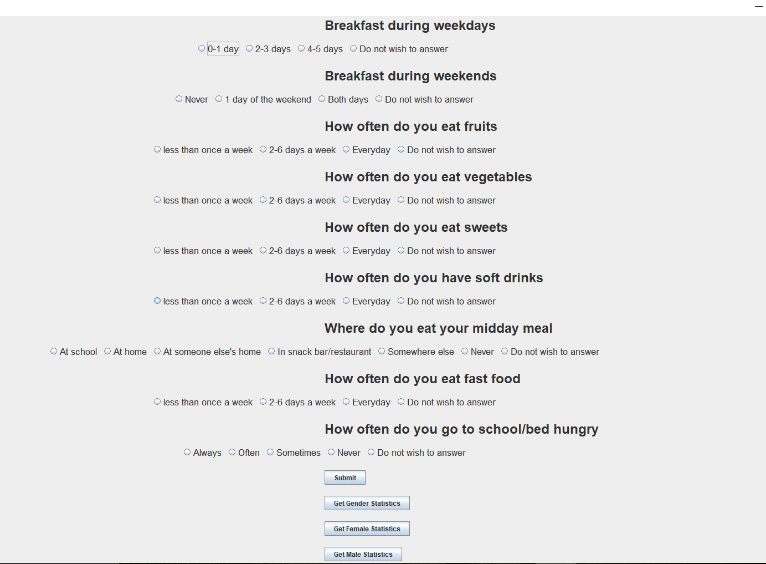 Breakfast during weekdays
0-1 day 2-3 days 4-5 days Do not wish to answer
Breakfast during weekends
Never 1 day of the weekend Both days Do not wish to answer
How often do you eat fruits
less than once a week 2-6 days a week Everyday Do not wish to answer
How often do you eat vegetables
less than once a week 2-6 days a week Everyday Do not wish to answer
How often do you eat sweets
less than once a week 2-6 days a week Everyday Do not wish to answer
How often do you have soft drinks
less than once a week 2-6 days a week Everyday Do not wish to answer
Where do you eat your midday meal
At school At home At someone else's home In snack bar/restaurant Somewhere else Never Do not wish to answer
How often do you eat fast food
less than once a week 2-6 days a week Everyday Do not wish to answer
How often do you go to school/bed hungry
Always Often Sometimes Never Do not wish to answer
Submit
Get Gender Statistics
Get Female Statistics
Get Male Statistics